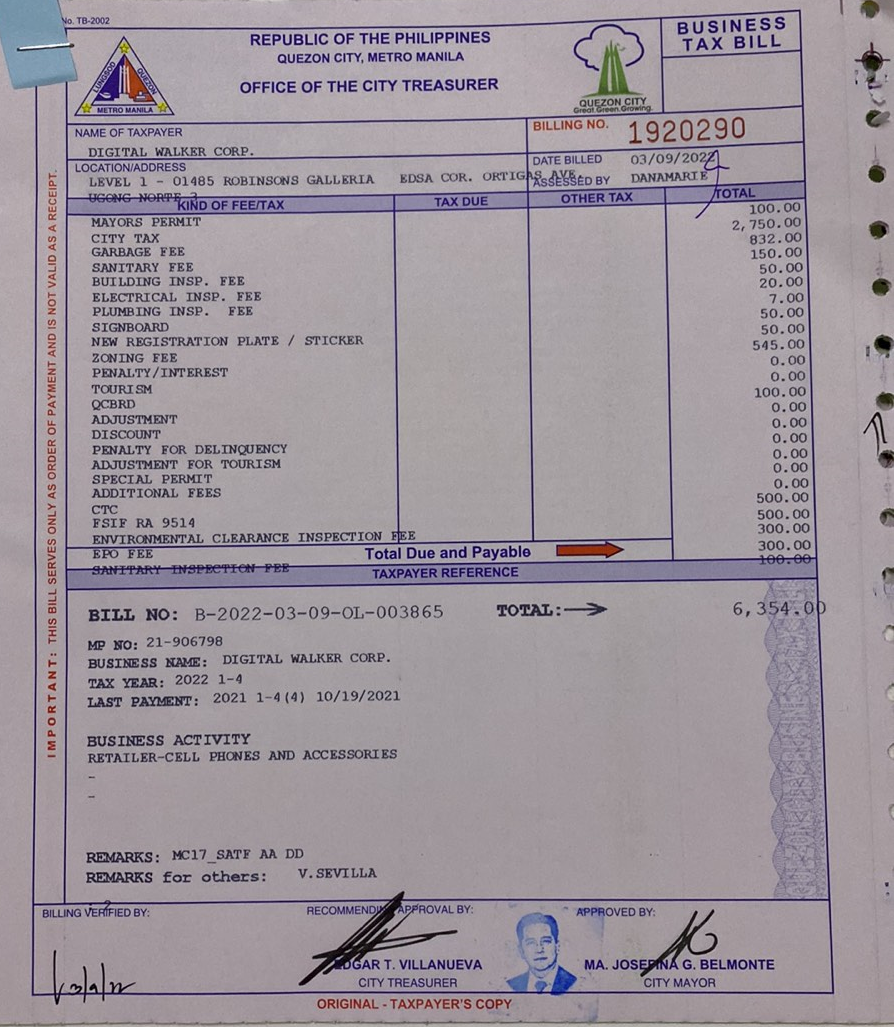 No. TB-2002
REPUBLIC OF THE PHILIPPINES
QUEZON CITY, METRO MANILA
OFFICE OF THE CITY TREASURER
LUNGSOD QUEZON
METRO MANILA
QUEZON CITY
Great.Green.Growing.
BUSINESS
TAX BILL
NAME OF TAXPAYER
DIGITAL WALKER CORP.
BILLING NO. 1920290
LOCATION/ADDRESS
LEVEL 1 - 01485 ROBINSONS GALLERIA EDSA COR. ORTIGAS AVE.
UGONG NORTE 3
DATE BILLED 03/09/2022
ASSESSED BY DANAMARIE
KIND OF FEE/TAX TAX DUE OTHER TAX TOTAL
MAYORS PERMIT 100.00
CITY TAX 2,750.00
GARBAGE FEE 832.00
SANITARY FEE 150.00
BUILDING INSP. FEE 50.00
ELECTRICAL INSP. FEE 20.00
PLUMBING INSP. FEE 7.00
SIGNBOARD 50.00
NEW REGISTRATION PLATE / STICKER 50.00
ZONING FEE 545.00
PENALTY/INTEREST 0.00
TOURISM 0.00
QCBRD 100.00
ADJUSTMENT 0.00
DISCOUNT 0.00
PENALTY FOR DELINQUENCY 0.00
ADJUSTMENT FOR TOURISM 0.00
SPECIAL PERMIT 0.00
ADDITIONAL FEES 0.00
CTC 500.00
FSIF RA 9514 500.00
ENVIRONMENTAL CLEARANCE INSPECTION FEE 300.00
EPO FEE 300.00
Total Due and Payable
SANITARY INSPECTION FEE 100.00
TAXPAYER REFERENCE
BILL NO: B-2022-03-09-OL-003865 TOTAL: 6,354.00
MP NO: 21-906798
BUSINESS NAME: DIGITAL WALKER CORP.
TAX YEAR: 2022 1-4
LAST PAYMENT: 2021 1-4(4) 10/19/2021
BUSINESS ACTIVITY
RETAILER-CELL PHONES AND ACCESSORIES
-
-
REMARKS: MC17_SATF AA DD
REMARKS for others: V.SEVILLA
BILLING VERIFIED BY:
RECOMMENDING APPROVAL BY:
APPROVED BY:
EDGAR T. VILLANUEVA
CITY TREASURER
MA. JOSEFINA G. BELMONTE
CITY MAYOR
3/9/22
ORIGINAL - TAXPAYER'S COPY
IMPORTANT: THIS BILL SERVES ONLY AS ORDER OF PAYMENT AND IS NOT VALID AS A RECEIPT.